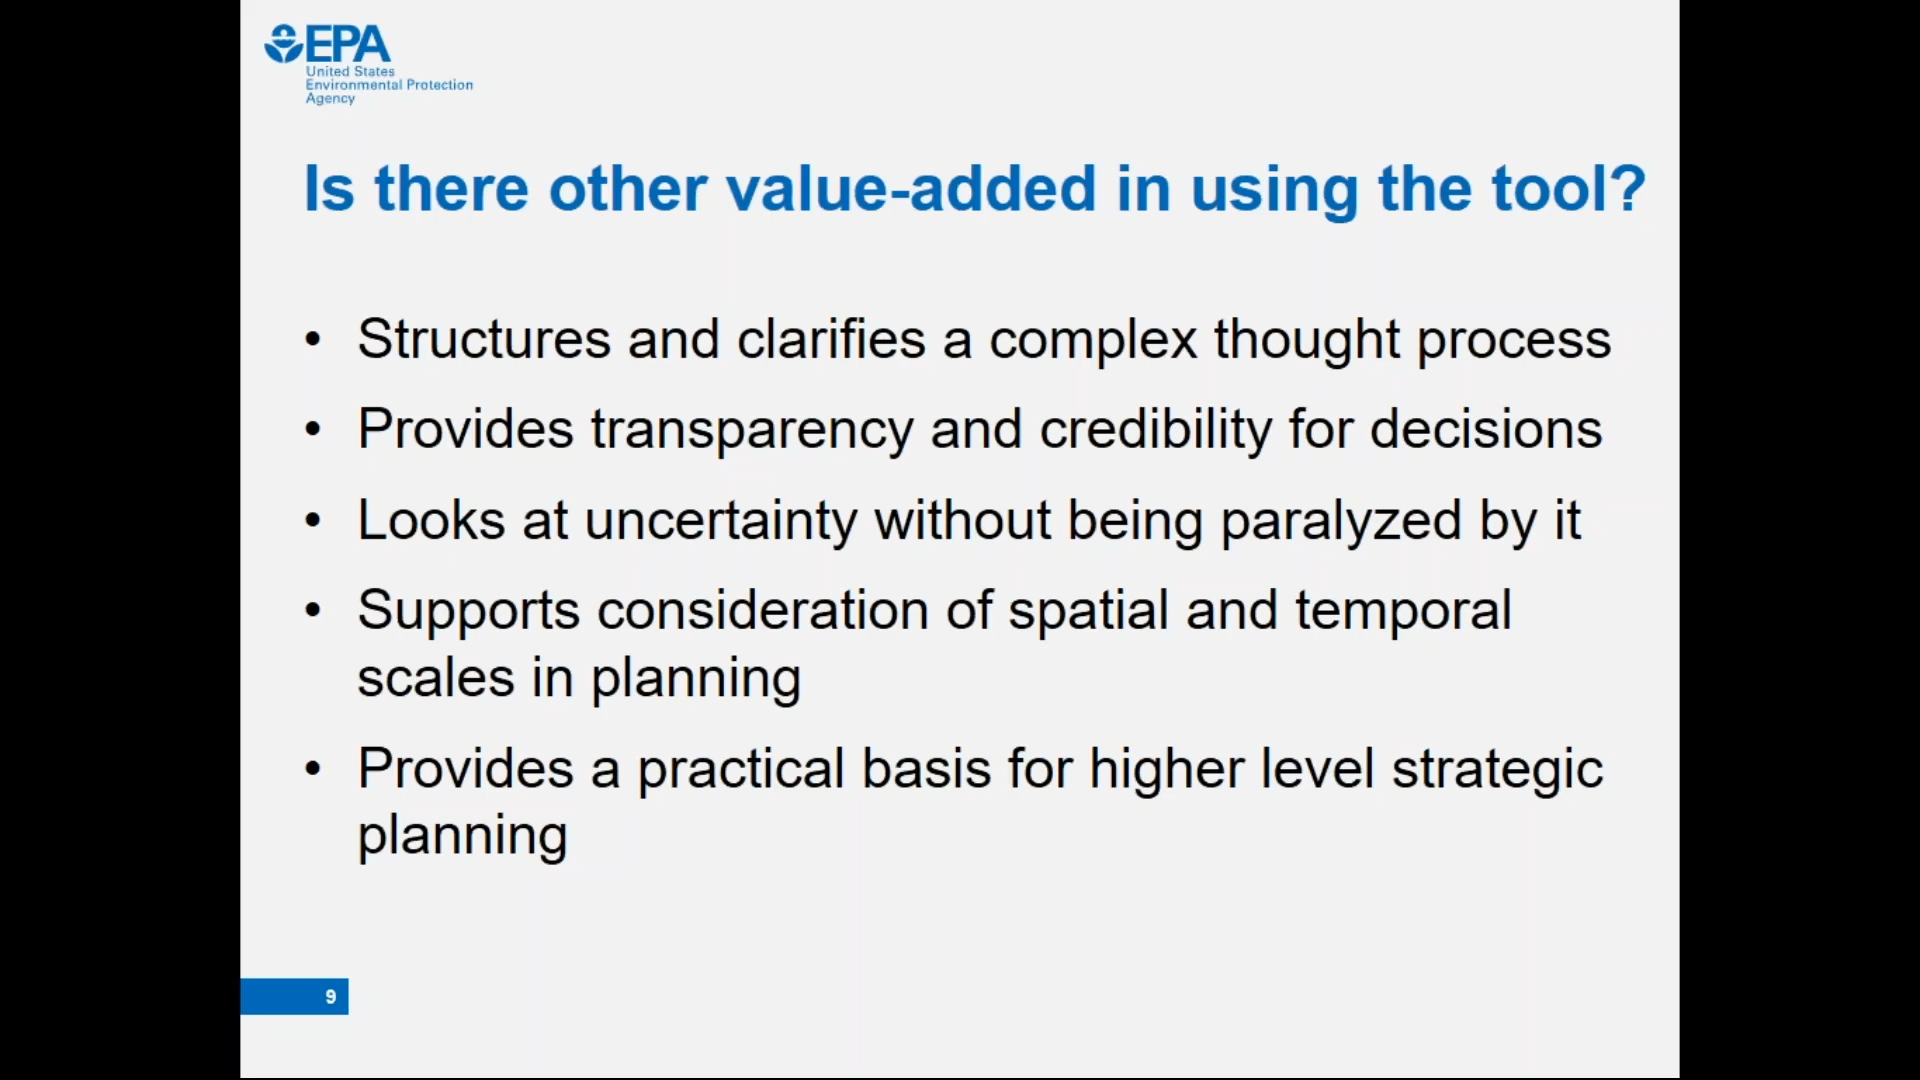 EPA
United States
Environmental Protection
Agency
Is there other value-added in using the tool?
• Structures and clarifies a complex thought process
• Provides transparency and credibility for decisions
• Looks at uncertainty without being paralyzed by it
• Supports consideration of spatial and temporal
scales in planning
• Provides a practical basis for higher level strategic
planning
9